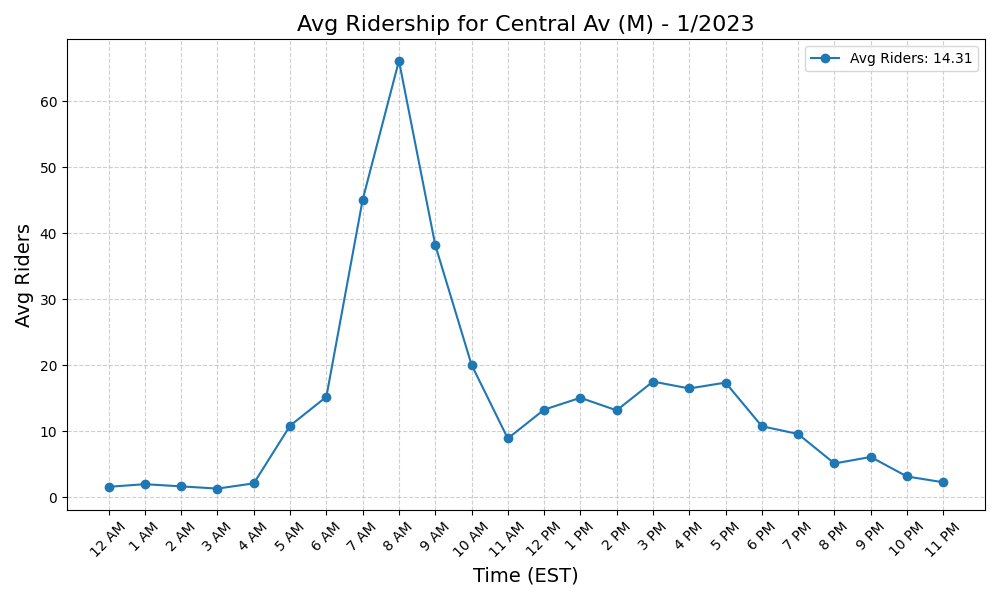 Avg Ridership for Central Av (M) - 1/2023
Avg Riders: 14.31
Avg Riders
60
50
40
30
20
10
0
12 AM
1 AM
2 AM
3 AM
4 AM
5 AM
6 AM
7 AM
8 AM
9 AM
10 AM
11 AM
12 PM
1 PM
2 PM
3 PM
4 PM
5 PM
6 PM
7 PM
8 PM
9 PM
10 PM
11 PM
Time (EST)